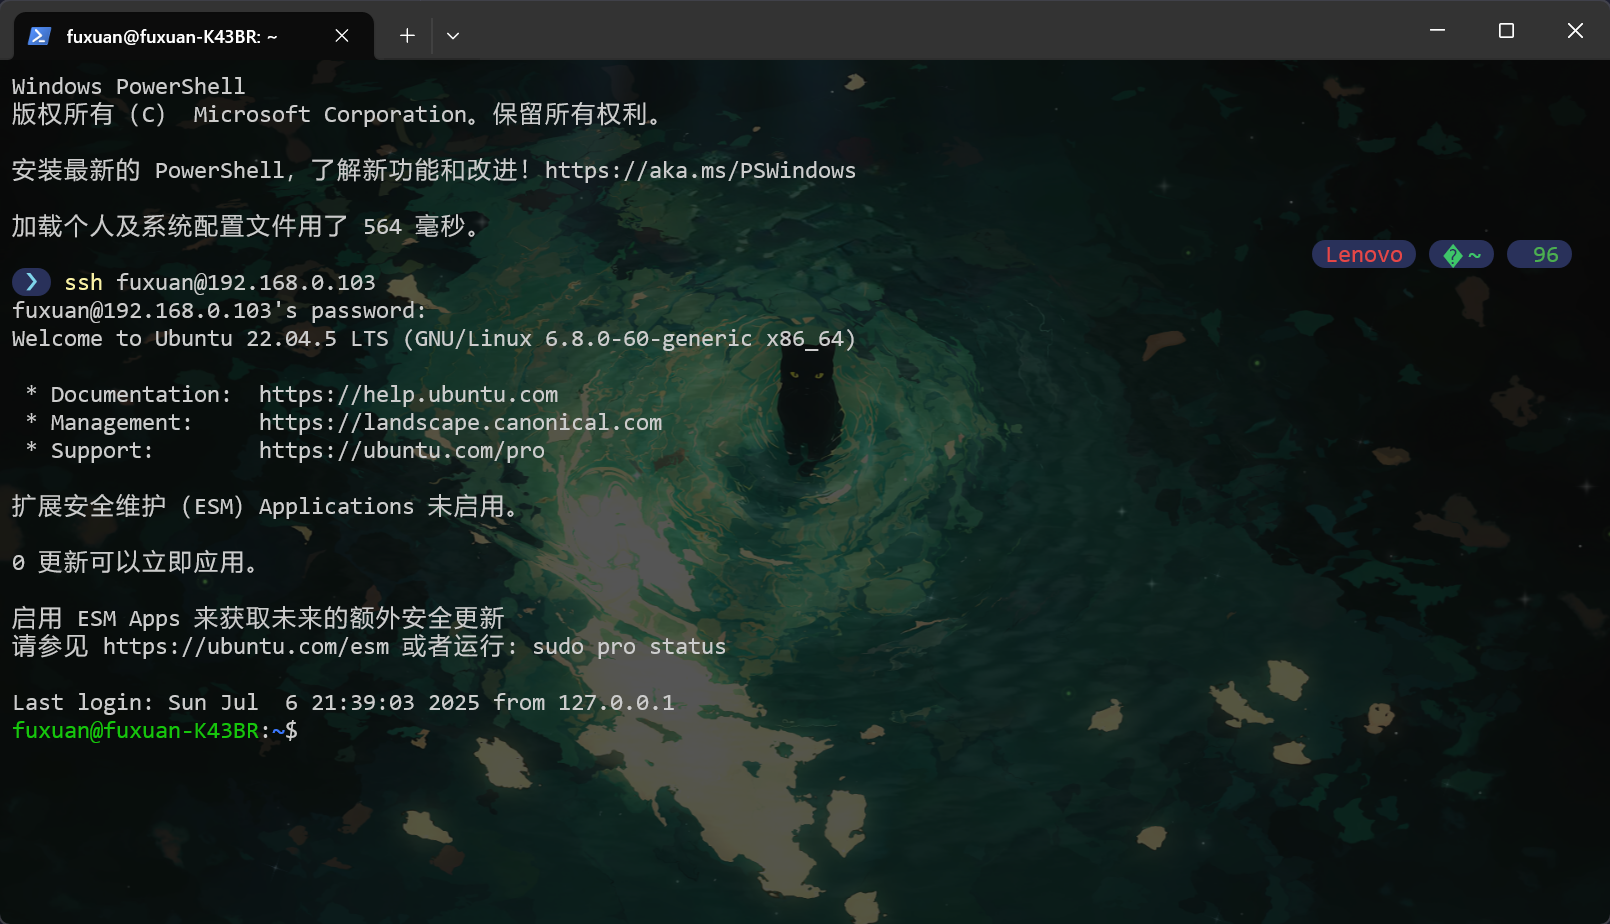 fuxuan@fuxuan-K43BR: ~
Windows PowerShell
版权所有 (C)  Microsoft Corporation。保留所有权利。
安装最新的 PowerShell，了解新功能和改进！https://aka.ms/PSWindows
加载个人及系统配置文件用了 564 毫秒。
Lenovo ~ 96
❯ ssh fuxuan@192.168.0.103
fuxuan@192.168.0.103's password:
Welcome to Ubuntu 22.04.5 LTS (GNU/Linux 6.8.0-60-generic x86_64)
* Documentation:  https://help.ubuntu.com
* Management:     https://landscape.canonical.com
* Support:        https://ubuntu.com/pro
扩展安全维护（ESM）Applications 未启用。
0 更新可以立即应用。
启用 ESM Apps 来获取未来的额外安全更新
请参见 https://ubuntu.com/esm 或者运行: sudo pro status
Last login: Sun Jul  6 21:39:03 2025 from 127.0.0.1
fuxuan@fuxuan-K43BR:~$